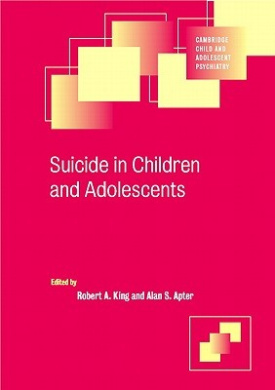 CAMBRIDGE
CHILD AND
ADOLESCENT
PSYCHIATRY
Suicide in Children
and Adolescents
Edited by
Robert A. King and Alan S. Apter